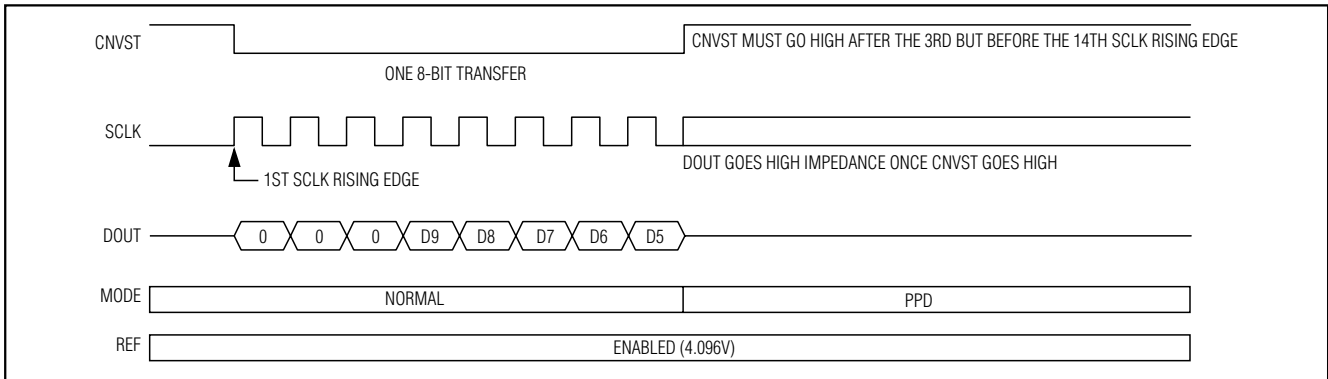 CNVST
CNVST MUST GO HIGH AFTER THE 3RD BUT BEFORE THE 14TH SCLK RISING EDGE
ONE 8-BIT TRANSFER
SCLK
DOUT GOES HIGH IMPEDANCE ONCE CNVST GOES HIGH
1ST SCLK RISING EDGE
DOUT 0 0 0 D9 D8 D7 D6 D5
MODE NORMAL PPD
REF ENABLED (4.096V)